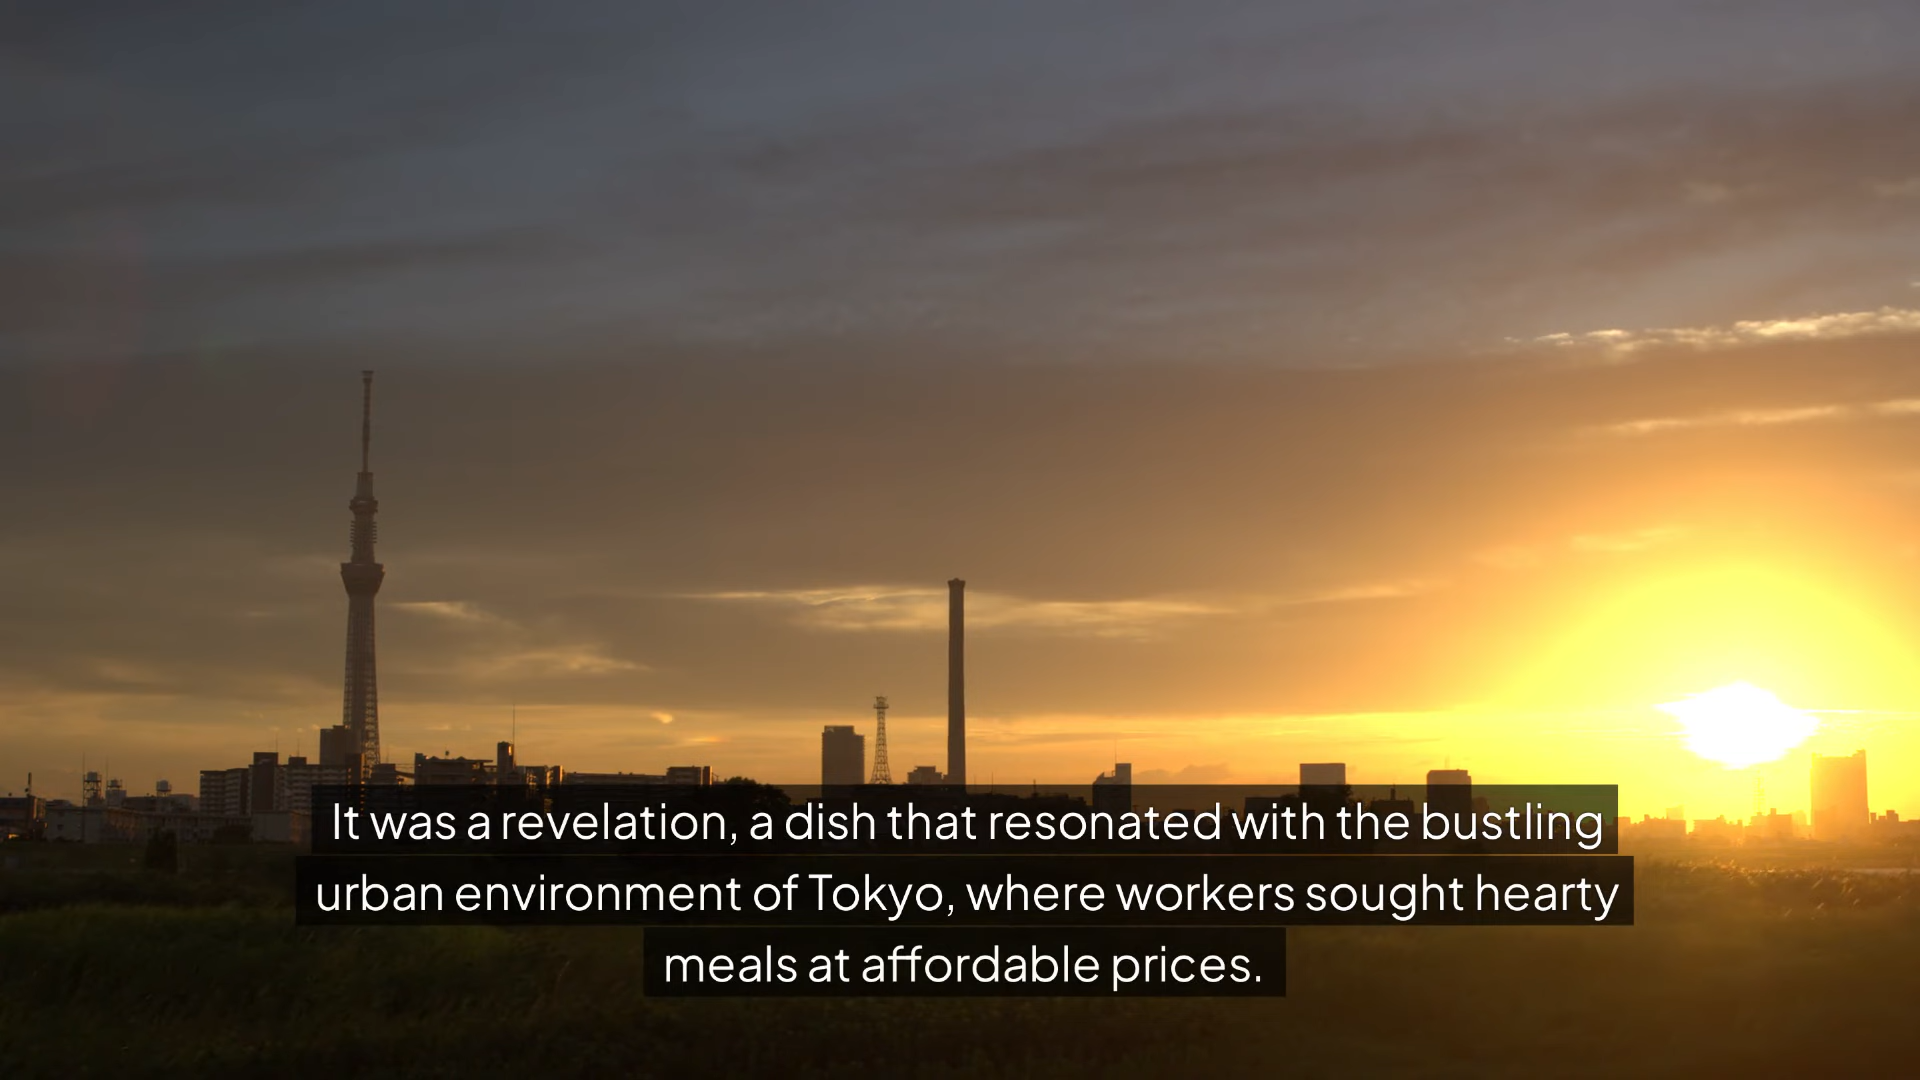 It was a revelation, a dish that resonated with the bustling
urban environment of Tokyo, where workers sought hearty
meals at affordable prices.